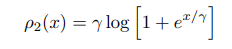 ρ₂(x) = γ log [1 + e^{x/γ}]